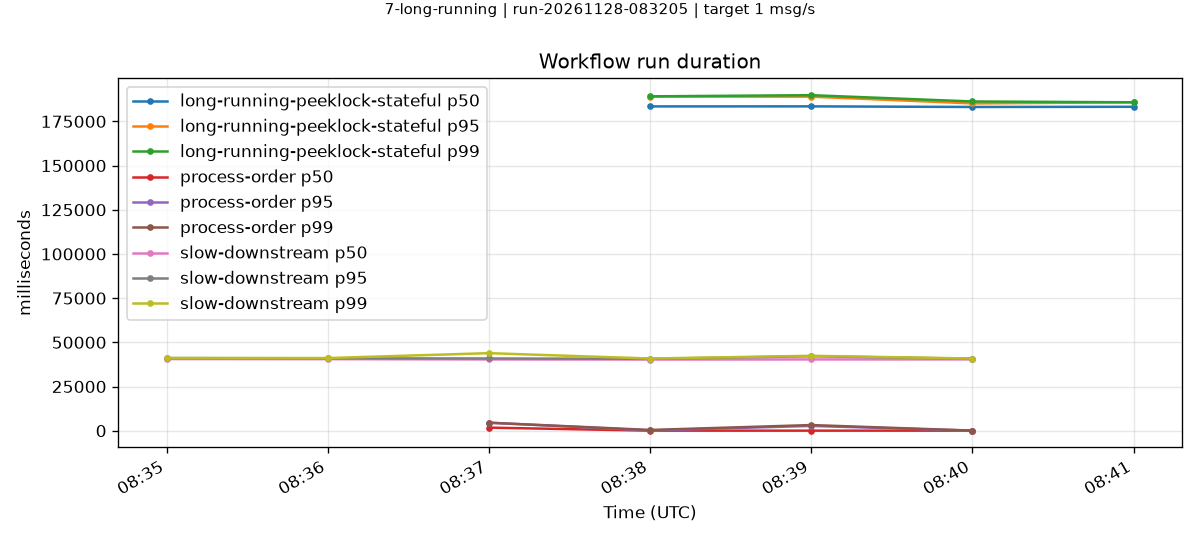 7-long-running | run-20261128-083205 | target 1 msg/s
Workflow run duration
long-running-peeklock-stateful p50
long-running-peeklock-stateful p95
long-running-peeklock-stateful p99
process-order p50
process-order p95
process-order p99
slow-downstream p50
slow-downstream p95
slow-downstream p99
milliseconds
175000
150000
125000
100000
75000
50000
25000
0
08:35
08:36
08:37
08:38
08:39
08:40
08:41
Time (UTC)